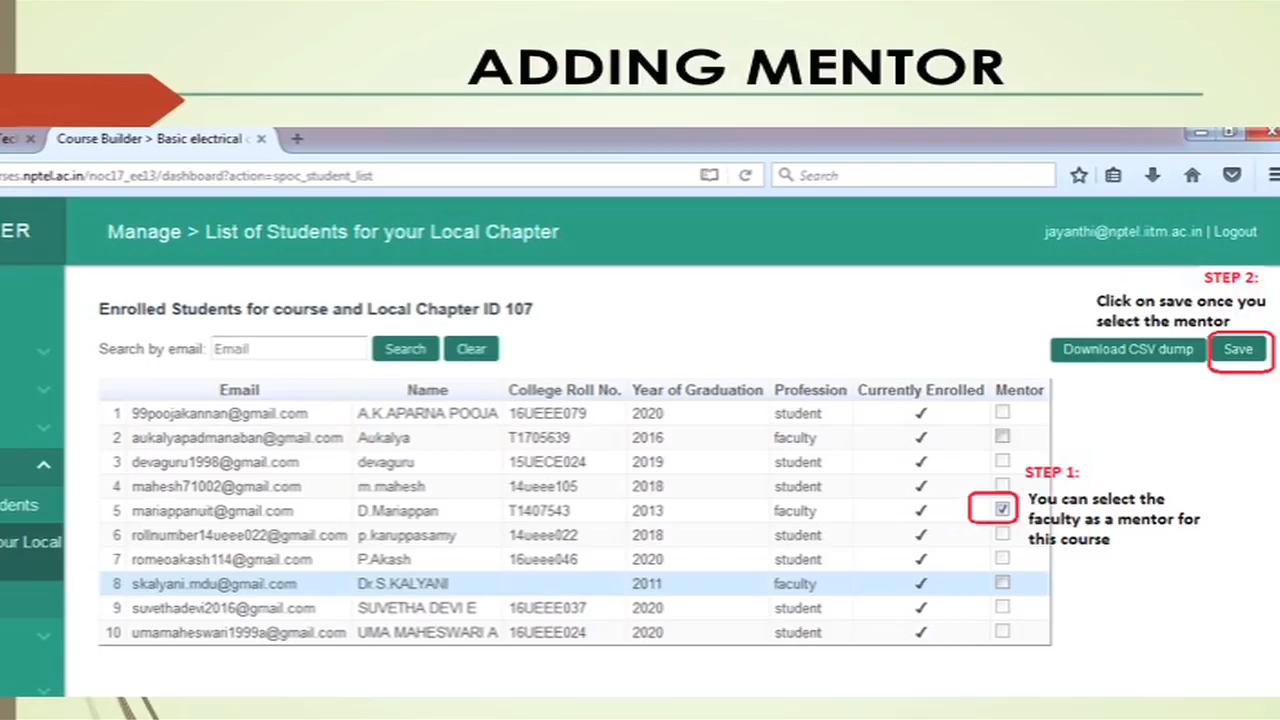 ADDING MENTOR
Tecl
Course Builder > Basic electrical
rses.nptel.ac.in/noc17_ee13/dashboard?action=spoc_student_list
Search
ER
Manage > List of Students for your Local Chapter
jayanthi@nptel.iitm.ac.in | Logout
STEP 2:
Click on save once you
select the mentor
Enrolled Students for course and Local Chapter ID 107
Search by email: Email Search Clear
Download CSV dump Save
Email Name College Roll No. Year of Graduation Profession Currently Enrolled Mentor
1 99poojakannan@gmail.com A.K.APARNA POOJA 16UEEE079 2020 student ✓
2 aukalyapadmanaban@gmail.com Aukalya T1705639 2016 faculty ✓
3 devaguru1998@gmail.com devaguru 15UECE024 2019 student ✓
4 mahesh71002@gmail.com m.mahesh 14ueee105 2018 student ✓
5 mariappanuit@gmail.com D.Mariappan T1407543 2013 faculty ✓
6 rollnumber14ueee022@gmail.com p.karuppasamy 14ueee022 2018 student ✓
7 romeoakash114@gmail.com P.Akash 16ueee046 2020 student ✓
8 skalyani.mdu@gmail.com Dr.S.KALYANI 2011 faculty ✓
9 suvethadevi2016@gmail.com SUVETHA DEVI E 16UEEE037 2020 student ✓
10 umamaheswari1999a@gmail.com UMA MAHESWARI A 16UEEE024 2020 student ✓
STEP 1:
You can select the
faculty as a mentor for
this course
dents
our Local